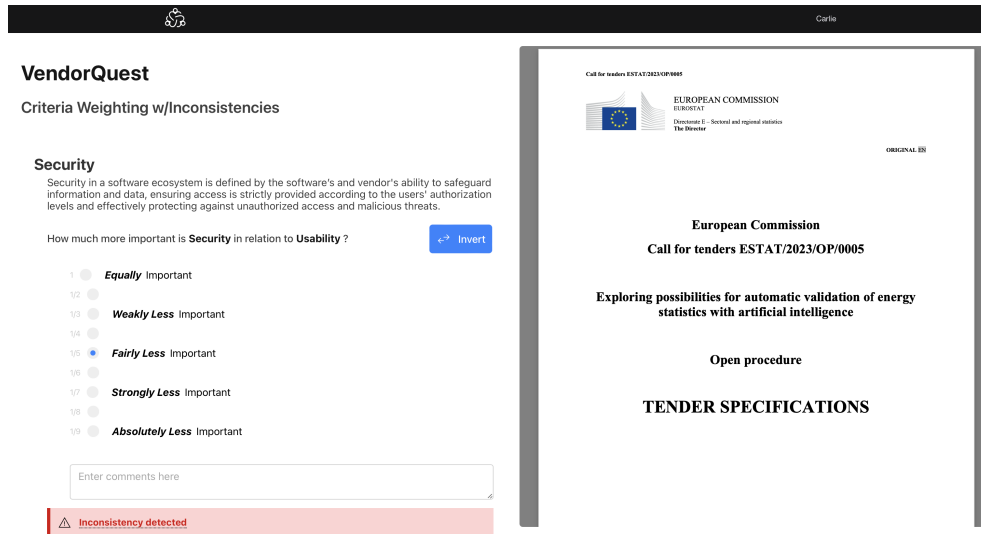 Carlie
VendorQuest
Criteria Weighting w/Inconsistencies
Security
Security in a software ecosystem is defined by the software's and vendor's ability to safeguard
information and data, ensuring access is strictly provided according to the users' authorization
levels and effectively protecting against unauthorized access and malicious threats.
How much more important is Security in relation to Usability ?
Invert
1 Equally Important
1/2
1/3 Weakly Less Important
1/4
1/5 Fairly Less Important
1/6
1/7 Strongly Less Important
1/8
1/9 Absolutely Less Important
Enter comments here
Inconsistency detected
Call for tenders ESTAT/2023/OP/0005
EUROPEAN COMMISSION
EUROSTAT
Directorate E – Sectoral and regional statistics
The Director
ORIGINAL EN
European Commission
Call for tenders ESTAT/2023/OP/0005
Exploring possibilities for automatic validation of energy
statistics with artificial intelligence
Open procedure
TENDER SPECIFICATIONS